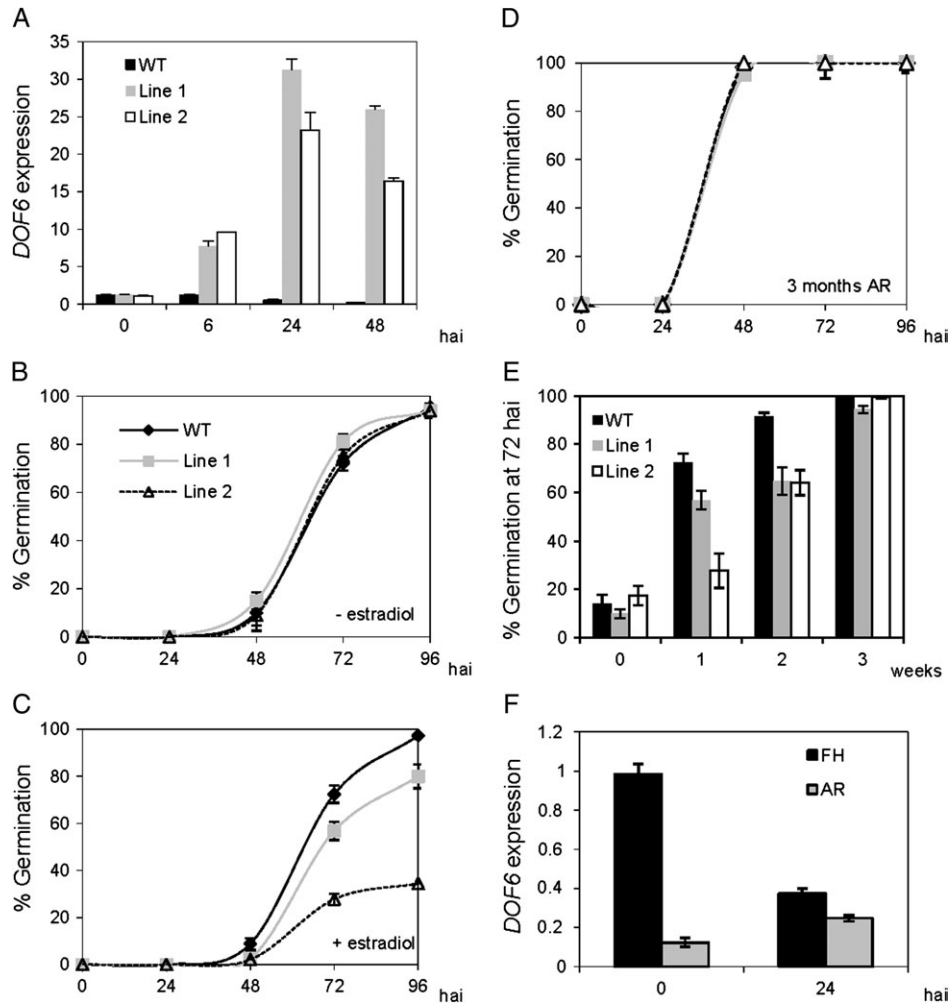 A
DOF6 expression
35
30
25
20
15
10
5
0
WT
Line 1
Line 2
0 6 24 48
hai
B
% Germination
100
80
60
40
20
0
WT
Line 1
Line 2
- estradiol
0 24 48 72 96
hai
C
% Germination
100
80
60
40
20
0
+ estradiol
0 24 48 72 96
hai
D
% Germination
100
80
60
40
20
0
3 months AR
0 24 48 72 96
hai
E
% Germination at 72 hai
100
80
60
40
20
0
WT
Line 1
Line 2
0 1 2 3
weeks
F
DOF6 expression
1.2
1
0.8
0.6
0.4
0.2
0
FH
AR
0 24
hai